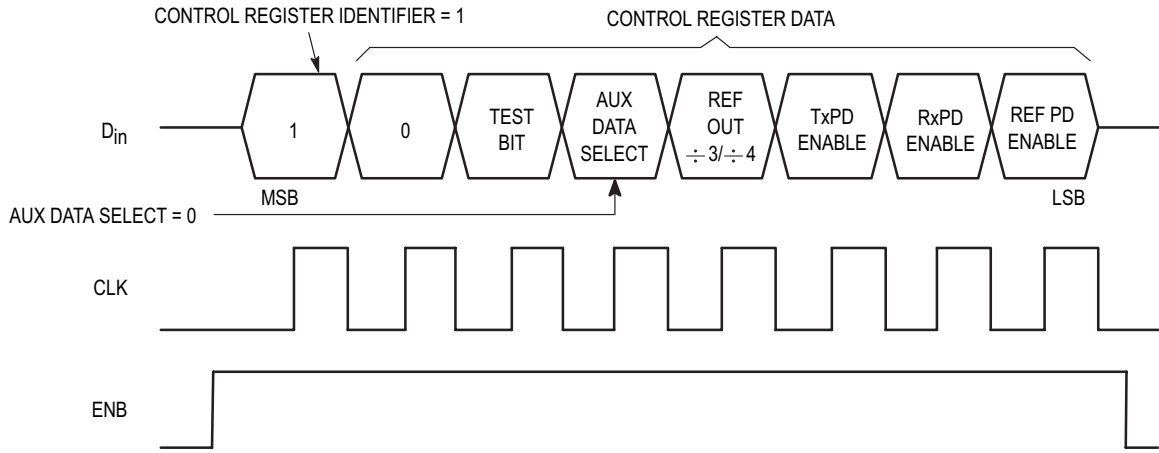 CONTROL REGISTER IDENTIFIER = 1
CONTROL REGISTER DATA
Din
1
0
TEST
BIT
AUX
DATA
SELECT
REF
OUT
÷ 3/÷ 4
TxPD
ENABLE
RxPD
ENABLE
REF PD
ENABLE
MSB
LSB
AUX DATA SELECT = 0
CLK
ENB